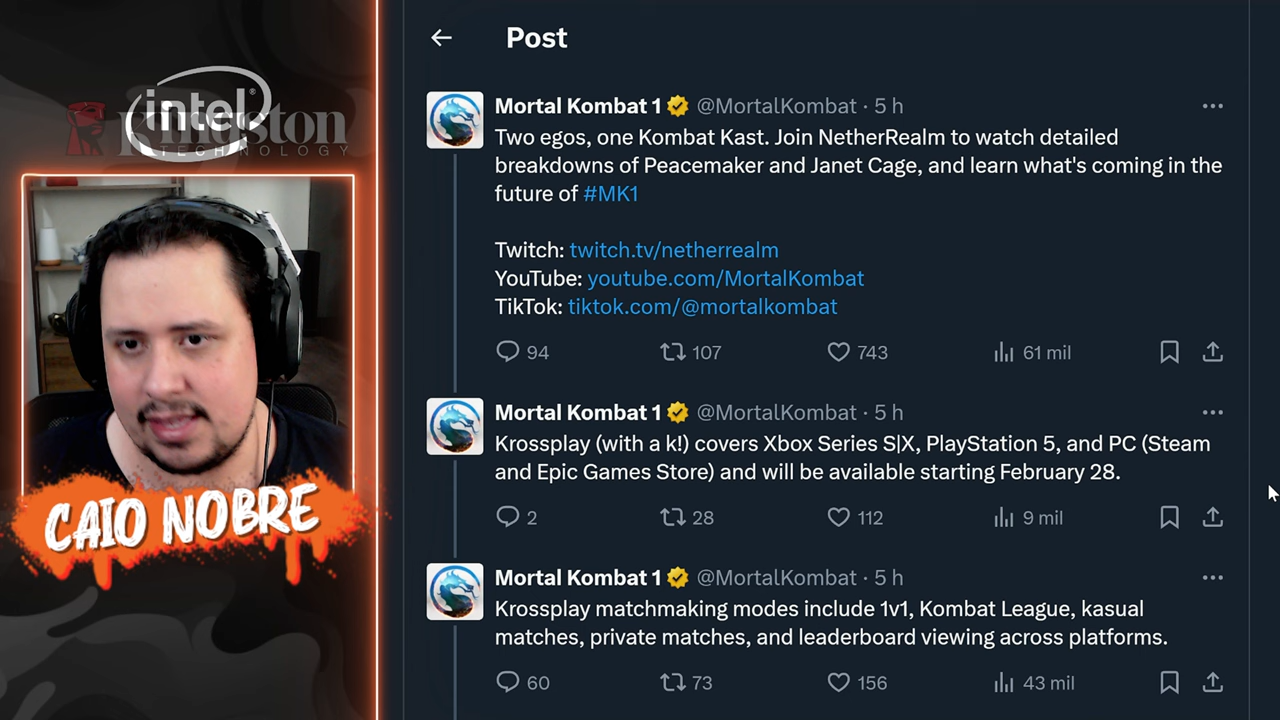 intel
Kingston
TECHNOLOGY
CAIO NOBRE
Post
Mortal Kombat 1 @MortalKombat · 5 h
Two egos, one Kombat Kast. Join NetherRealm to watch detailed
breakdowns of Peacemaker and Janet Cage, and learn what's coming in the
future of #MK1
Twitch: twitch.tv/netherrealm
YouTube: youtube.com/MortalKombat
TikTok: tiktok.com/@mortalkombat
94 107 743 61 mil
Mortal Kombat 1 @MortalKombat · 5 h
Krossplay (with a k!) covers Xbox Series S|X, PlayStation 5, and PC (Steam
and Epic Games Store) and will be available starting February 28.
2 28 112 9 mil
Mortal Kombat 1 @MortalKombat · 5 h
Krossplay matchmaking modes include 1v1, Kombat League, kasual
matches, private matches, and leaderboard viewing across platforms.
60 73 156 43 mil